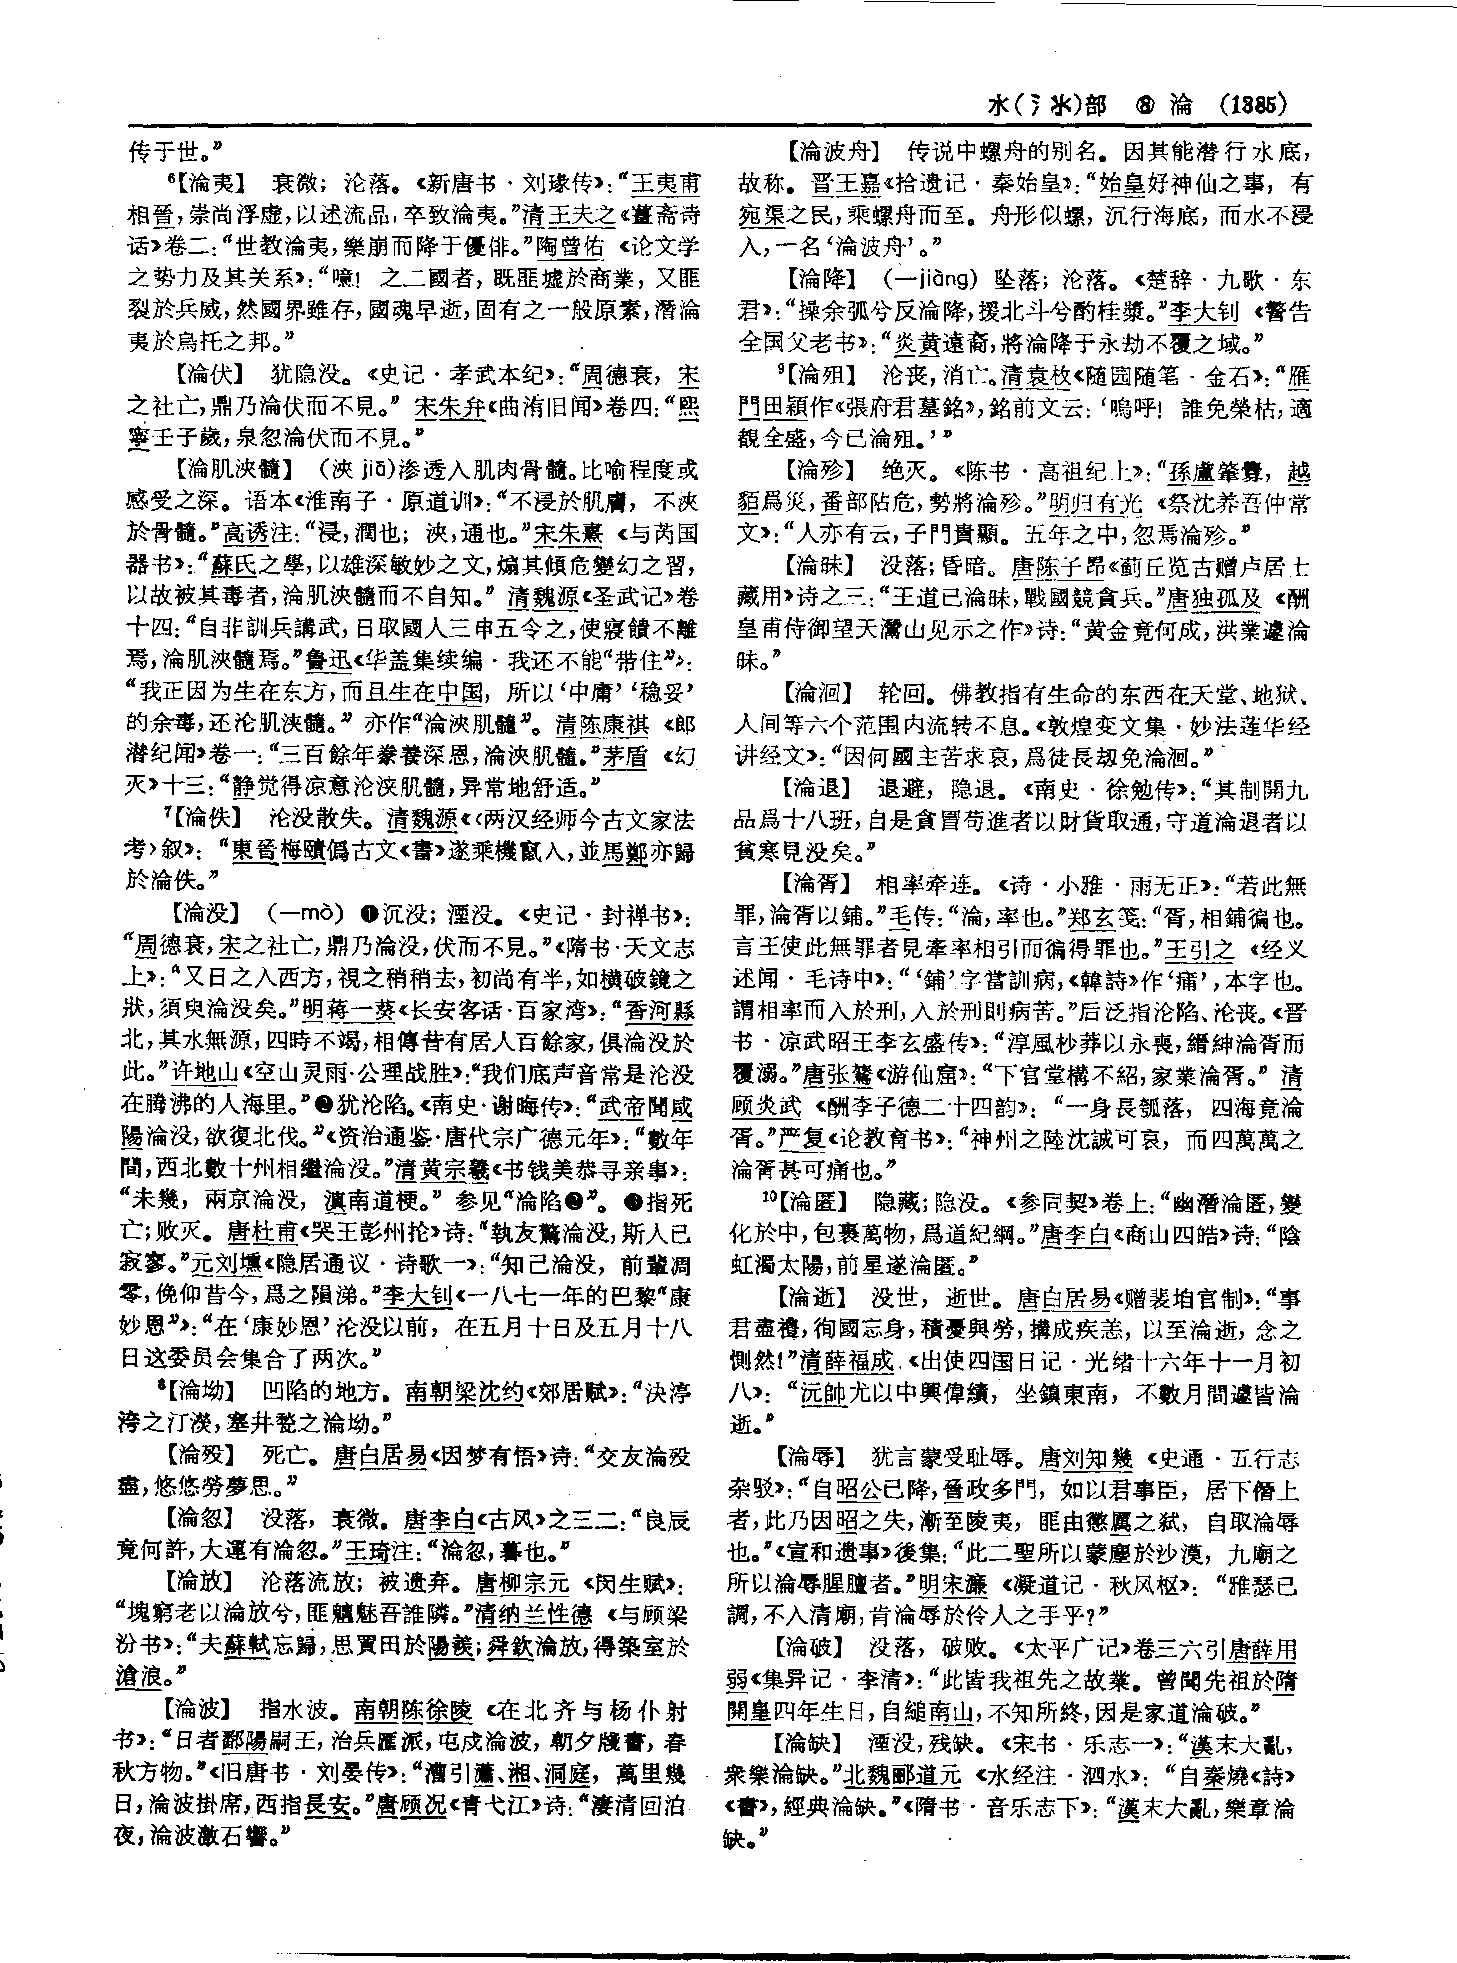 水(氵氺)部 ⑧ 淪 (1385)
传于世。”
⁶【淪夷】 衰微；沦落。《新唐书·刘瑑传》：“王夷甫
相晉，崇尚浮虚，以述流品，卒致淪夷。”清王夫之《薑斋诗
话》卷二：“世教淪夷，樂崩而降于優俳。”陶曾佑《论文学
之势力及其关系》：“噫！之二國者，既匪墟於商業，又匪
裂於兵威，然國界雖存，國魂早逝，固有之一般原素，潛淪
夷於烏托之邦。”
【淪伏】 犹隐没。《史记·孝武本纪》：“周德衰，宋
之社亡，鼎乃淪伏而不見。”宋朱弁《曲洧旧闻》卷四：“熙
寧壬子歲，泉忽淪伏而不見。”
【淪肌浹髓】 （浹 jiā）渗透入肌肉骨髓。比喻程度或
感受之深。语本《淮南子·原道训》：“不浸於肌膚，不浹
於骨髓。”高诱注：“浸，潤也；浹，通也。”宋朱熹《与芮国
器书》：“蘇氏之學，以雄深敏妙之文，煽其傾危變幻之習，
以故被其毒者，淪肌浹髓而不自知。”清魏源《圣武记》卷
十四：“自非訓兵講武，日取國人三申五令之，使寢饋不離
焉，淪肌浹髓焉。”鲁迅《华盖集续编·我还不能“带住”》：
“我正因为生在东方，而且生在中国，所以‘中庸’‘稳妥’
的余毒，还沦肌浃髓。”亦作“淪浹肌髓”。清陈康祺《郎
潜纪闻》卷一：“三百餘年豢養深恩，淪浹肌髓。”茅盾《幻
灭》十三：“静觉得凉意沦浃肌髓，异常地舒适。”
⁷【淪佚】 沦没散失。清魏源《〈两汉经师今古文家法
考〉叙》：“東晉梅賾僞古文《書》遂乘機竄入，並馬鄭亦歸
於淪佚。”
【淪没】 （—mò）❶沉没；湮没。《史记·封禅书》：
“周德衰，宋之社亡，鼎乃淪没，伏而不見。”《隋书·天文志
上》：“又日之入西方，視之稍稍去，初尚有半，如横破鏡之
狀，須臾淪没矣。”明蒋一葵《长安客话·百家湾》：“香河縣
北，其水無源，四時不竭，相傳昔有居人百餘家，俱淪没於
此。”许地山《空山灵雨·公理战胜》：“我们底声音常是沦没
在腾沸的人海里。”❷犹沦陷。《南史·谢晦传》：“武帝聞咸
陽淪没，欲復北伐。”《资治通鉴·唐代宗广德元年》：“數年
間，西北數十州相繼淪没。”清黄宗羲《书钱美恭寻亲事》：
“未幾，兩京淪没，滇南道梗。”参见“淪陷❷”。❸指死
亡；败灭。唐杜甫《哭王彭州抡》诗：“執友驚淪没，斯人已
寂寥。”元刘壎《隐居通议·诗歌一》：“知己淪没，前輩凋
零，俛仰昔今，爲之隕涕。”李大钊《一八七一年的巴黎“康
妙恩”》：“在‘康妙恩’沦没以前，在五月十日及五月十八
日这委员会集合了两次。”
⁸【淪坳】 凹陷的地方。南朝梁沈约《郊居赋》：“決渟
洿之汀濙，塞井甃之淪坳。”
【淪殁】 死亡。唐白居易《因梦有悟》诗：“交友淪殁
盡，悠悠勞夢思。”
【淪忽】 没落，衰微。唐李白《古风》之三二：“良辰
竟何許，大運有淪忽。”王琦注：“淪忽，暮也。”
【淪放】 沦落流放；被遗弃。唐柳宗元《闵生赋》：
“塊窮老以淪放兮，匪魑魅吾誰隣。”清纳兰性德《与顾梁
汾书》：“夫蘇軾忘歸，思買田於陽羨；舜欽淪放，得築室於
滄浪。”
【淪波】 指水波。南朝陈徐陵《在北齐与杨仆射
书》：“日者鄱陽嗣王，治兵匯派，屯戍淪波，朝夕牋書，春
秋方物。”《旧唐书·刘晏传》：“漕引瀟、湘、洞庭，萬里幾
日，淪波掛席，西指長安。”唐顾况《青弋江》诗：“凄清回泊
夜，淪波激石響。”
【淪波舟】 传说中螺舟的别名。因其能潜行水底，
故称。晋王嘉《拾遗记·秦始皇》：“始皇好神仙之事，有
宛渠之民，乘螺舟而至。舟形似螺，沉行海底，而水不浸
入，一名‘淪波舟’。”
【淪降】 （—jiàng）坠落；沦落。《楚辞·九歌·东
君》：“操余弧兮反淪降，援北斗兮酌桂漿。”李大钊《警告
全国父老书》：“炎黄遠裔，將淪降于永劫不覆之域。”
⁹【淪殂】 沦丧，消亡。清袁枚《随园随笔·金石》：“雁
門田穎作《張府君墓銘》，銘前文云：‘嗚呼！誰免榮枯，適
覩全盛，今已淪殂。’”
【淪殄】 绝灭。《陈书·高祖纪上》：“孫盧肇釁，越
貊爲災，番部阽危，勢將淪殄。”明归有光《祭沈养吾仲常
文》：“人亦有云，子門貴顯。五年之中，忽焉淪殄。”
【淪昧】 没落；昏暗。唐陈子昂《蓟丘览古赠卢居士
藏用》诗之三：“王道已淪昧，戰國競貪兵。”唐独孤及《酬
皇甫侍御望天灊山见示之作》诗：“黄金竟何成，洪業遽淪
昧。”
【淪洄】 轮回。佛教指有生命的东西在天堂、地狱、
人间等六个范围内流转不息。《敦煌变文集·妙法莲华经
讲经文》：“因何國主苦求哀，爲徒長劫免淪洄。”
【淪退】 退避，隐退。《南史·徐勉传》：“其制開九
品爲十八班，自是貪冒苟進者以財貨取通，守道淪退者以
貧寒見没矣。”
【淪胥】 相率牵连。《诗·小雅·雨无正》：“若此無
罪，淪胥以鋪。”毛传：“淪，率也。”郑玄笺：“胥，相鋪徧也。
言王使此無罪者見牽率相引而徧得罪也。”王引之《经义
述闻·毛诗中》：“‘鋪’字當訓病，《韓詩》作‘痡’，本字也。
謂相率而入於刑，入於刑則病苦。”后泛指沦陷、沦丧。《晋
书·凉武昭王李玄盛传》：“淳風杪莽以永喪，縉紳淪胥而
覆溺。”唐张鷟《游仙窟》：“下官堂構不紹，家業淪胥。”清
顾炎武《酬李子德二十四韵》：“一身長瓠落，四海竟淪
胥。”严复《论教育书》：“神州之陸沈誠可哀，而四萬萬之
淪胥甚可痛也。”
¹⁰【淪匿】 隐藏；隐没。《参同契》卷上：“幽潛淪匿，變
化於中，包裹萬物，爲道紀綱。”唐李白《商山四皓》诗：“陰
虹濁太陽，前星遂淪匿。”
【淪逝】 没世，逝世。唐白居易《赠裴垍官制》：“事
君盡禮，徇國忘身，積憂與勞，搆成疾恙，以至淪逝，念之
惻然！”清薛福成《出使四国日记·光绪十六年十一月初
八》：“沅帥尤以中興偉績，坐鎮東南，不數月間遽皆淪
逝。”
【淪辱】 犹言蒙受耻辱。唐刘知幾《史通·五行志
杂驳》：“自昭公已降，晉政多門，如以君事臣，居下僭上
者，此乃因昭之失，漸至陵夷，匪由懲厲之弑，自取淪辱
也。”《宣和遗事》後集：“此二聖所以蒙塵於沙漠，九廟之
所以淪辱腥羶者。”明宋濂《凝道记·秋风枢》：“雅瑟已
調，不入清廟，肯淪辱於伶人之手乎？”
【淪破】 没落，破败。《太平广记》卷三六引唐薛用
弱《集异记·李清》：“此皆我祖先之故業。曾聞先祖於隋
開皇四年生日，自縋南山，不知所終，因是家道淪破。”
【淪缺】 湮没，残缺。《宋书·乐志一》：“漢末大亂，
衆樂淪缺。”北魏郦道元《水经注·泗水》：“自秦燒《詩》
《書》，經典淪缺。”《隋书·音乐志下》：“漢末大亂，樂章淪
缺。”